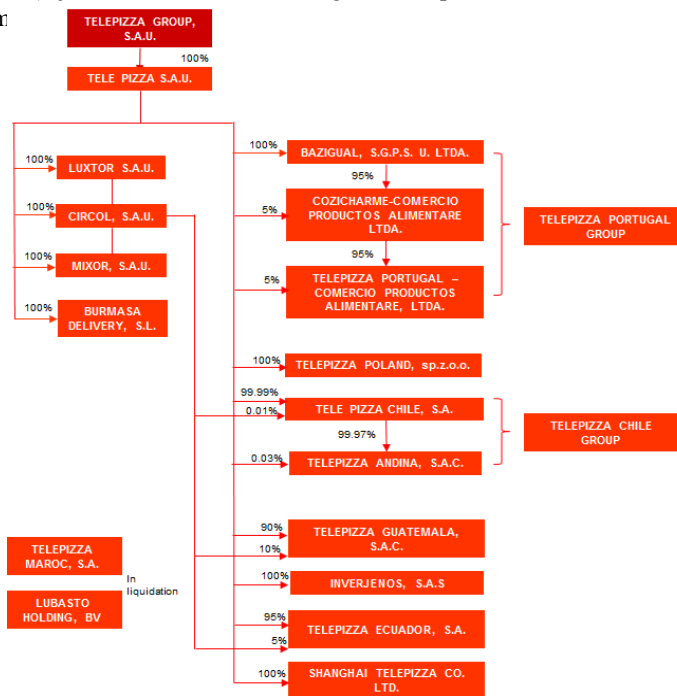 TELEPIZZA GROUP,
S.A.U.
100%
TELE PIZZA S.A.U.
100%
LUXTOR S.A.U.
100%
CIRCOL, S.A.U.
100%
MIXOR, S.A.U.
100%
BURMASA
DELIVERY, S.L.
100%
BAZIGUAL, S.G.P.S. U. LTDA.
95%
5%
COZICHARME-COMERCIO
PRODUCTOS ALIMENTARE
LTDA.
95%
5%
TELEPIZZA PORTUGAL –
COMERCIO PRODUCTOS
ALIMENTARE, LTDA.
TELEPIZZA PORTUGAL
GROUP
100%
TELEPIZZA POLAND, sp.z.o.o.
99.99%
0.01%
TELE PIZZA CHILE, S.A.
99.97%
0.03%
TELEPIZZA ANDINA, S.A.C.
TELEPIZZA CHILE
GROUP
90%
10%
TELEPIZZA GUATEMALA,
S.A.C.
100%
INVERJENOS, S.A.S
95%
5%
TELEPIZZA ECUADOR, S.A.
100%
SHANGHAI TELEPIZZA CO.
LTD.
TELEPIZZA
MAROC, S.A.
LUBASTO
HOLDING, BV
In
liquidation